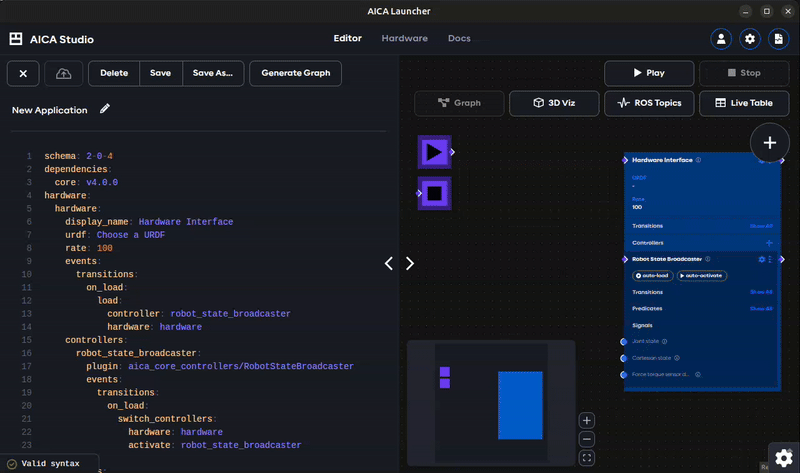 AICA Launcher
AICA Studio
Editor
Hardware
Docs
Delete
Save
Save As...
Generate Graph
Play
Stop
Graph
3D Viz
ROS Topics
Live Table
New Application
1 schema: 2-0-4
2 dependencies:
3 core: v4.0.0
4 hardware:
5 hardware:
6 display_name: Hardware Interface
7 urdf: Choose a URDF
8 rate: 100
9 events:
10 transitions:
11 on_load:
12 load:
13 controller: robot_state_broadcaster
14 hardware: hardware
15 controllers:
16 robot_state_broadcaster:
17 plugin: aica_core_controllers/RobotStateBroadcaster
18 events:
19 transitions:
20 on_load:
21 switch_controllers:
22 hardware: hardware
23 activate: robot_state_broadcaster
Valid syntax
Hardware Interface
URDF
-
Rate
100
Transitions
Show All
Controllers
Robot State Broadcaster
auto-load
auto-activate
Transitions
Show All
Predicates
Show All
Signals
Joint state
Cartesian state
Force torque sensor d...